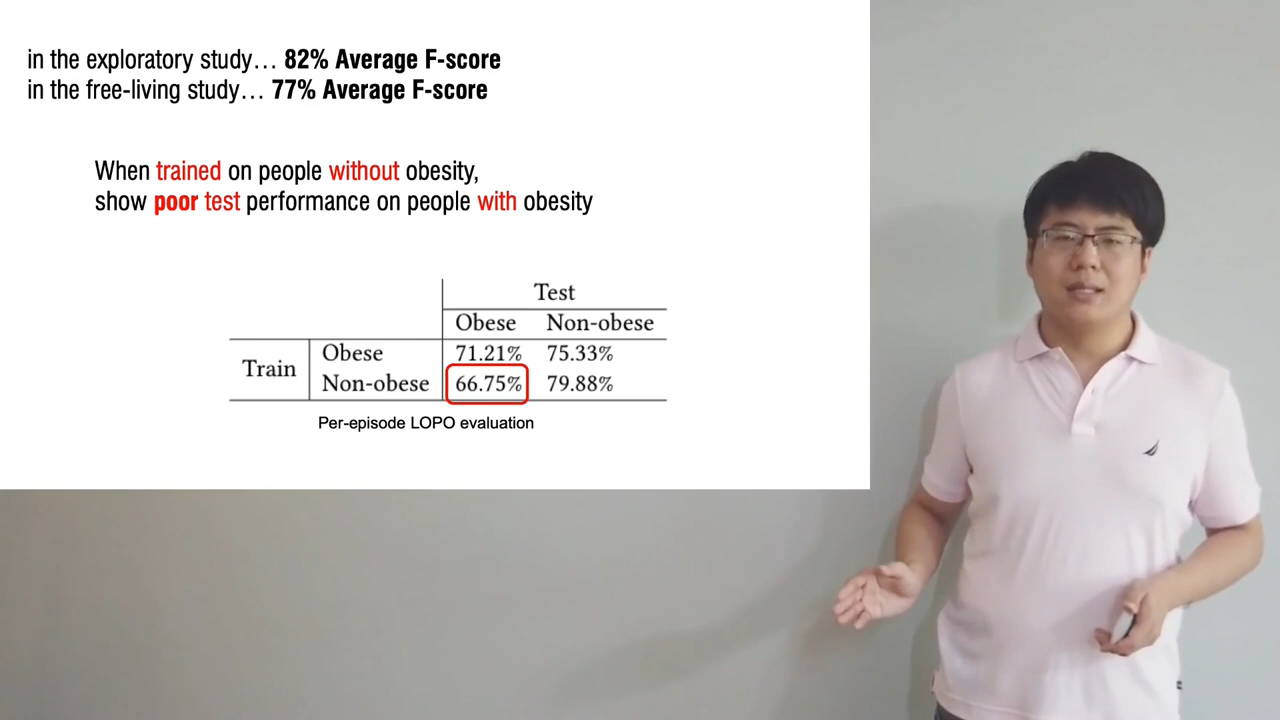 in the exploratory study… 82% Average F-score
in the free-living study… 77% Average F-score
When trained on people without obesity,
show poor test performance on people with obesity
Test
Obese Non-obese
Train
Obese 71.21% 75.33%
Non-obese 66.75% 79.88%
Per-episode LOPO evaluation